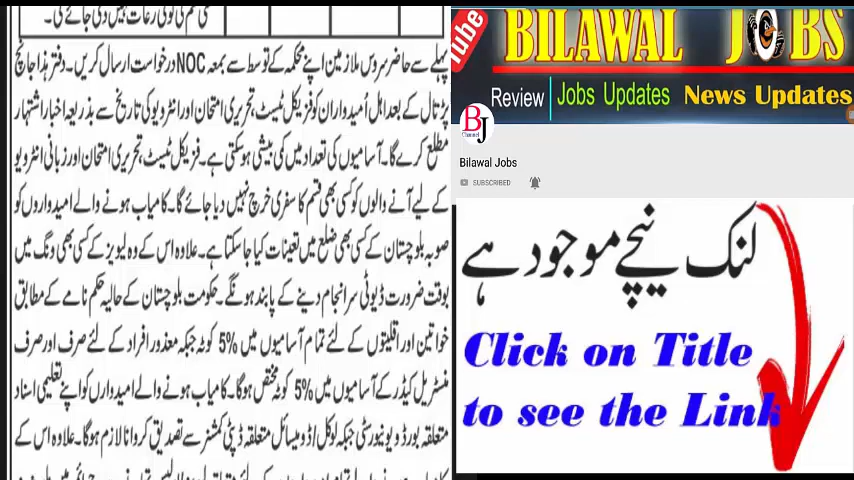 پہلے سے حاضر سروس ملازمین اپنے محکمہ کے توسط سے بمعہ NOC درخواست ارسال کریں۔ دفتر ہذا جانچ
پڑتال کے بعد اہل اُمیدواران کو فزیکل ٹیسٹ، تحریری امتحان اور انٹرویو کی تاریخ سے بذریعہ اخبار اشتہار
مطلع کرے گا۔ آسامیوں کی تعداد میں کمی بیشی ہوسکتی ہے۔ فزیکل ٹیسٹ، تحریری امتحان اور زبانی انٹرویو
کے لیے آنے والوں کو کسی بھی قسم کا سفری خرچ نہیں دیا جائے گا۔ کامیاب ہونے والے امیدواروں کو
صوبہ بلوچستان کے کسی بھی ضلع میں تعینات کیا جاسکتا ہے۔ علاوہ اس کے وہ لیویز کے کسی بھی ونگ میں
بوقت ضرورت ڈیوٹی سرانجام دینے کے پابند ہونگے۔ حکومت بلوچستان کے حالیہ حکم نامے کے مطابق
خواتین اور اقلیتوں کے لئے تمام آسامیوں میں 5% کوٹہ جبکہ معذور افراد کے لئے صرف اور صرف
منسٹریل کیڈر کے آسامیوں میں 5% کوٹہ مختص ہوگا۔ کامیاب ہونے والے امیدواروں کو اپنے تعلیمی اسناد
متعلقہ بورڈ و یونیورسٹی جبکہ لوکل/ڈومیسائل متعلقہ ڈپٹی کمشنر سے تصدیق کروانا لازم ہوگا۔ علاوہ اس کے
Tube
BILAWAL JOBS
Review Jobs Updates News Updates
BJ
Channel
Bilawal Jobs
SUBSCRIBED
لنک نیچے موجود ہے
Click on Title
to see the Link